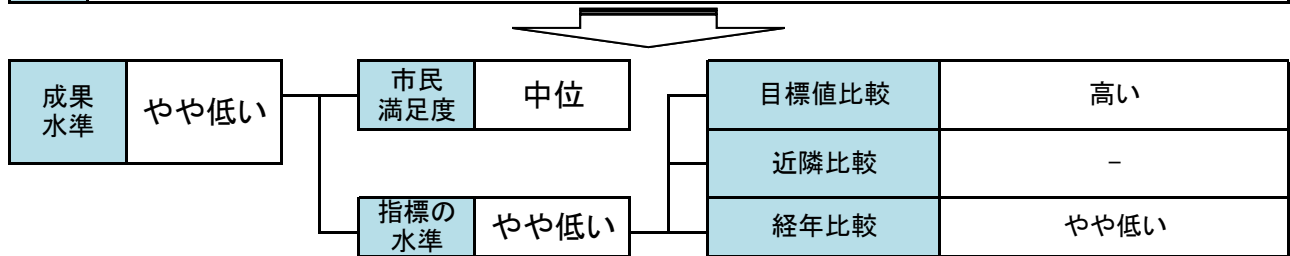 成果
水準
やや低い
市民
満足度
中位
指標の
水準
やや低い
目標値比較
高い
近隣比較
－
経年比較
やや低い